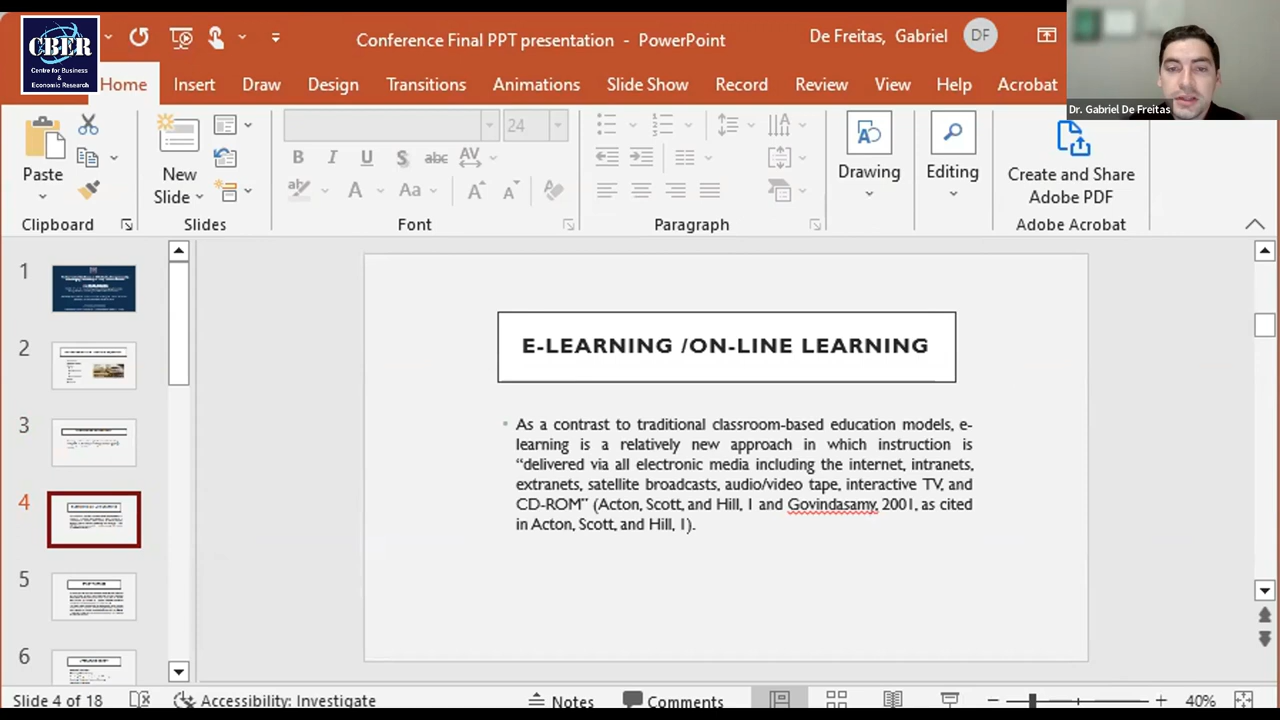 CBER
Centre for Business
&
Economic Research
Conference Final PPT presentation - PowerPoint
De Freitas, Gabriel
DF
Dr. Gabriel De Freitas
Home
Insert
Draw
Design
Transitions
Animations
Slide Show
Record
Review
View
Help
Acrobat
Paste
New
Slide
24
B I U S abc AV
A Aa A A
Drawing
Editing
Create and Share
Adobe PDF
Clipboard
Slides
Font
Paragraph
Adobe Acrobat
1
2
3
4
5
6
E-LEARNING /ON-LINE LEARNING
As a contrast to traditional classroom-based education models, e-
learning is a relatively new approach in which instruction is
“delivered via all electronic media including the internet, intranets,
extranets, satellite broadcasts, audio/video tape, interactive TV, and
CD-ROM” (Acton, Scott, and Hill, 1 and Govindasamy, 2001, as cited
in Acton, Scott, and Hill, 1).
Slide 4 of 18
Accessibility: Investigate
Notes
Comments
40%